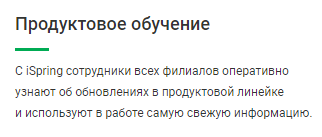 Продуктовое обучение
С iSpring сотрудники всех филиалов оперативно
узнают об обновлениях в продуктовой линейке
и используют в работе самую свежую информацию.